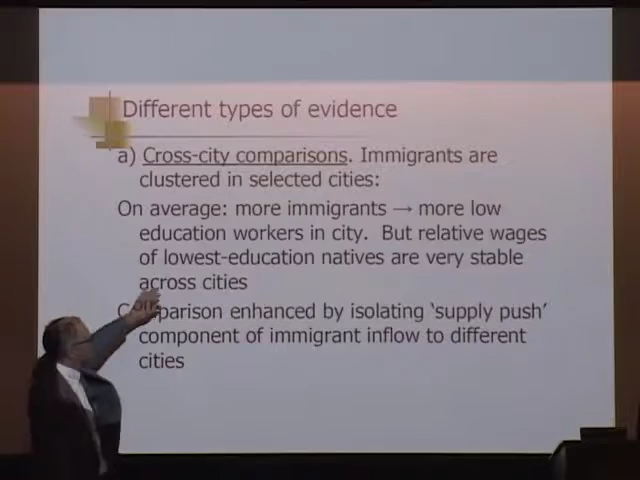 Different types of evidence
a) Cross-city comparisons. Immigrants are
clustered in selected cities:
On average: more immigrants → more low
education workers in city. But relative wages
of lowest-education natives are very stable
across cities
Comparison enhanced by isolating ‘supply push’
component of immigrant inflow to different
cities